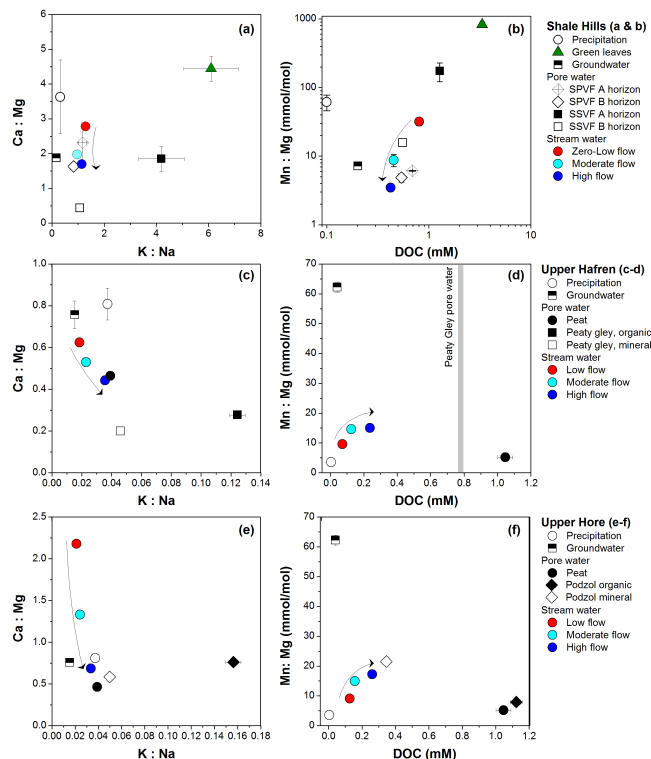 (a)
Ca : Mg
6
5
4
3
2
1
0
0 2 4 6 8
K : Na
(b)
Mn : Mg (mmol/mol)
1000
100
10
1
0.1 1 10
DOC (mM)
Shale Hills (a & b)
Precipitation
Green leaves
Groundwater
Pore water
SPVF A horizon
SPVF B horizon
SSVF A horizon
SSVF B horizon
Stream water
Zero-Low flow
Moderate flow
High flow
(c)
Ca : Mg
1.0
0.8
0.6
0.4
0.2
0.0
0.00 0.02 0.04 0.06 0.08 0.10 0.12 0.14
K : Na
(d)
Mn : Mg (mmol/mol)
70
60
50
40
30
20
10
0
Peaty Gley pore water
0.0 0.2 0.4 0.6 0.8 1.0 1.2
DOC (mM)
Upper Hafren (c-d)
Precipitation
Groundwater
Pore water
Peat
Peaty gley, organic
Peaty gley, mineral
Stream water
Low flow
Moderate flow
High flow
(e)
Ca : Mg
2.5
2.0
1.5
1.0
0.5
0.0
0.00 0.02 0.04 0.06 0.08 0.10 0.12 0.14 0.16 0.18
K : Na
(f)
Mn: Mg (mmol/mol)
70
60
50
40
30
20
10
0
0.0 0.2 0.4 0.6 0.8 1.0 1.2
DOC (mM)
Upper Hore (e-f)
Precipitation
Groundwater
Pore water
Peat
Podzol organic
Podzol mineral
Stream water
Low flow
Moderate flow
High flow